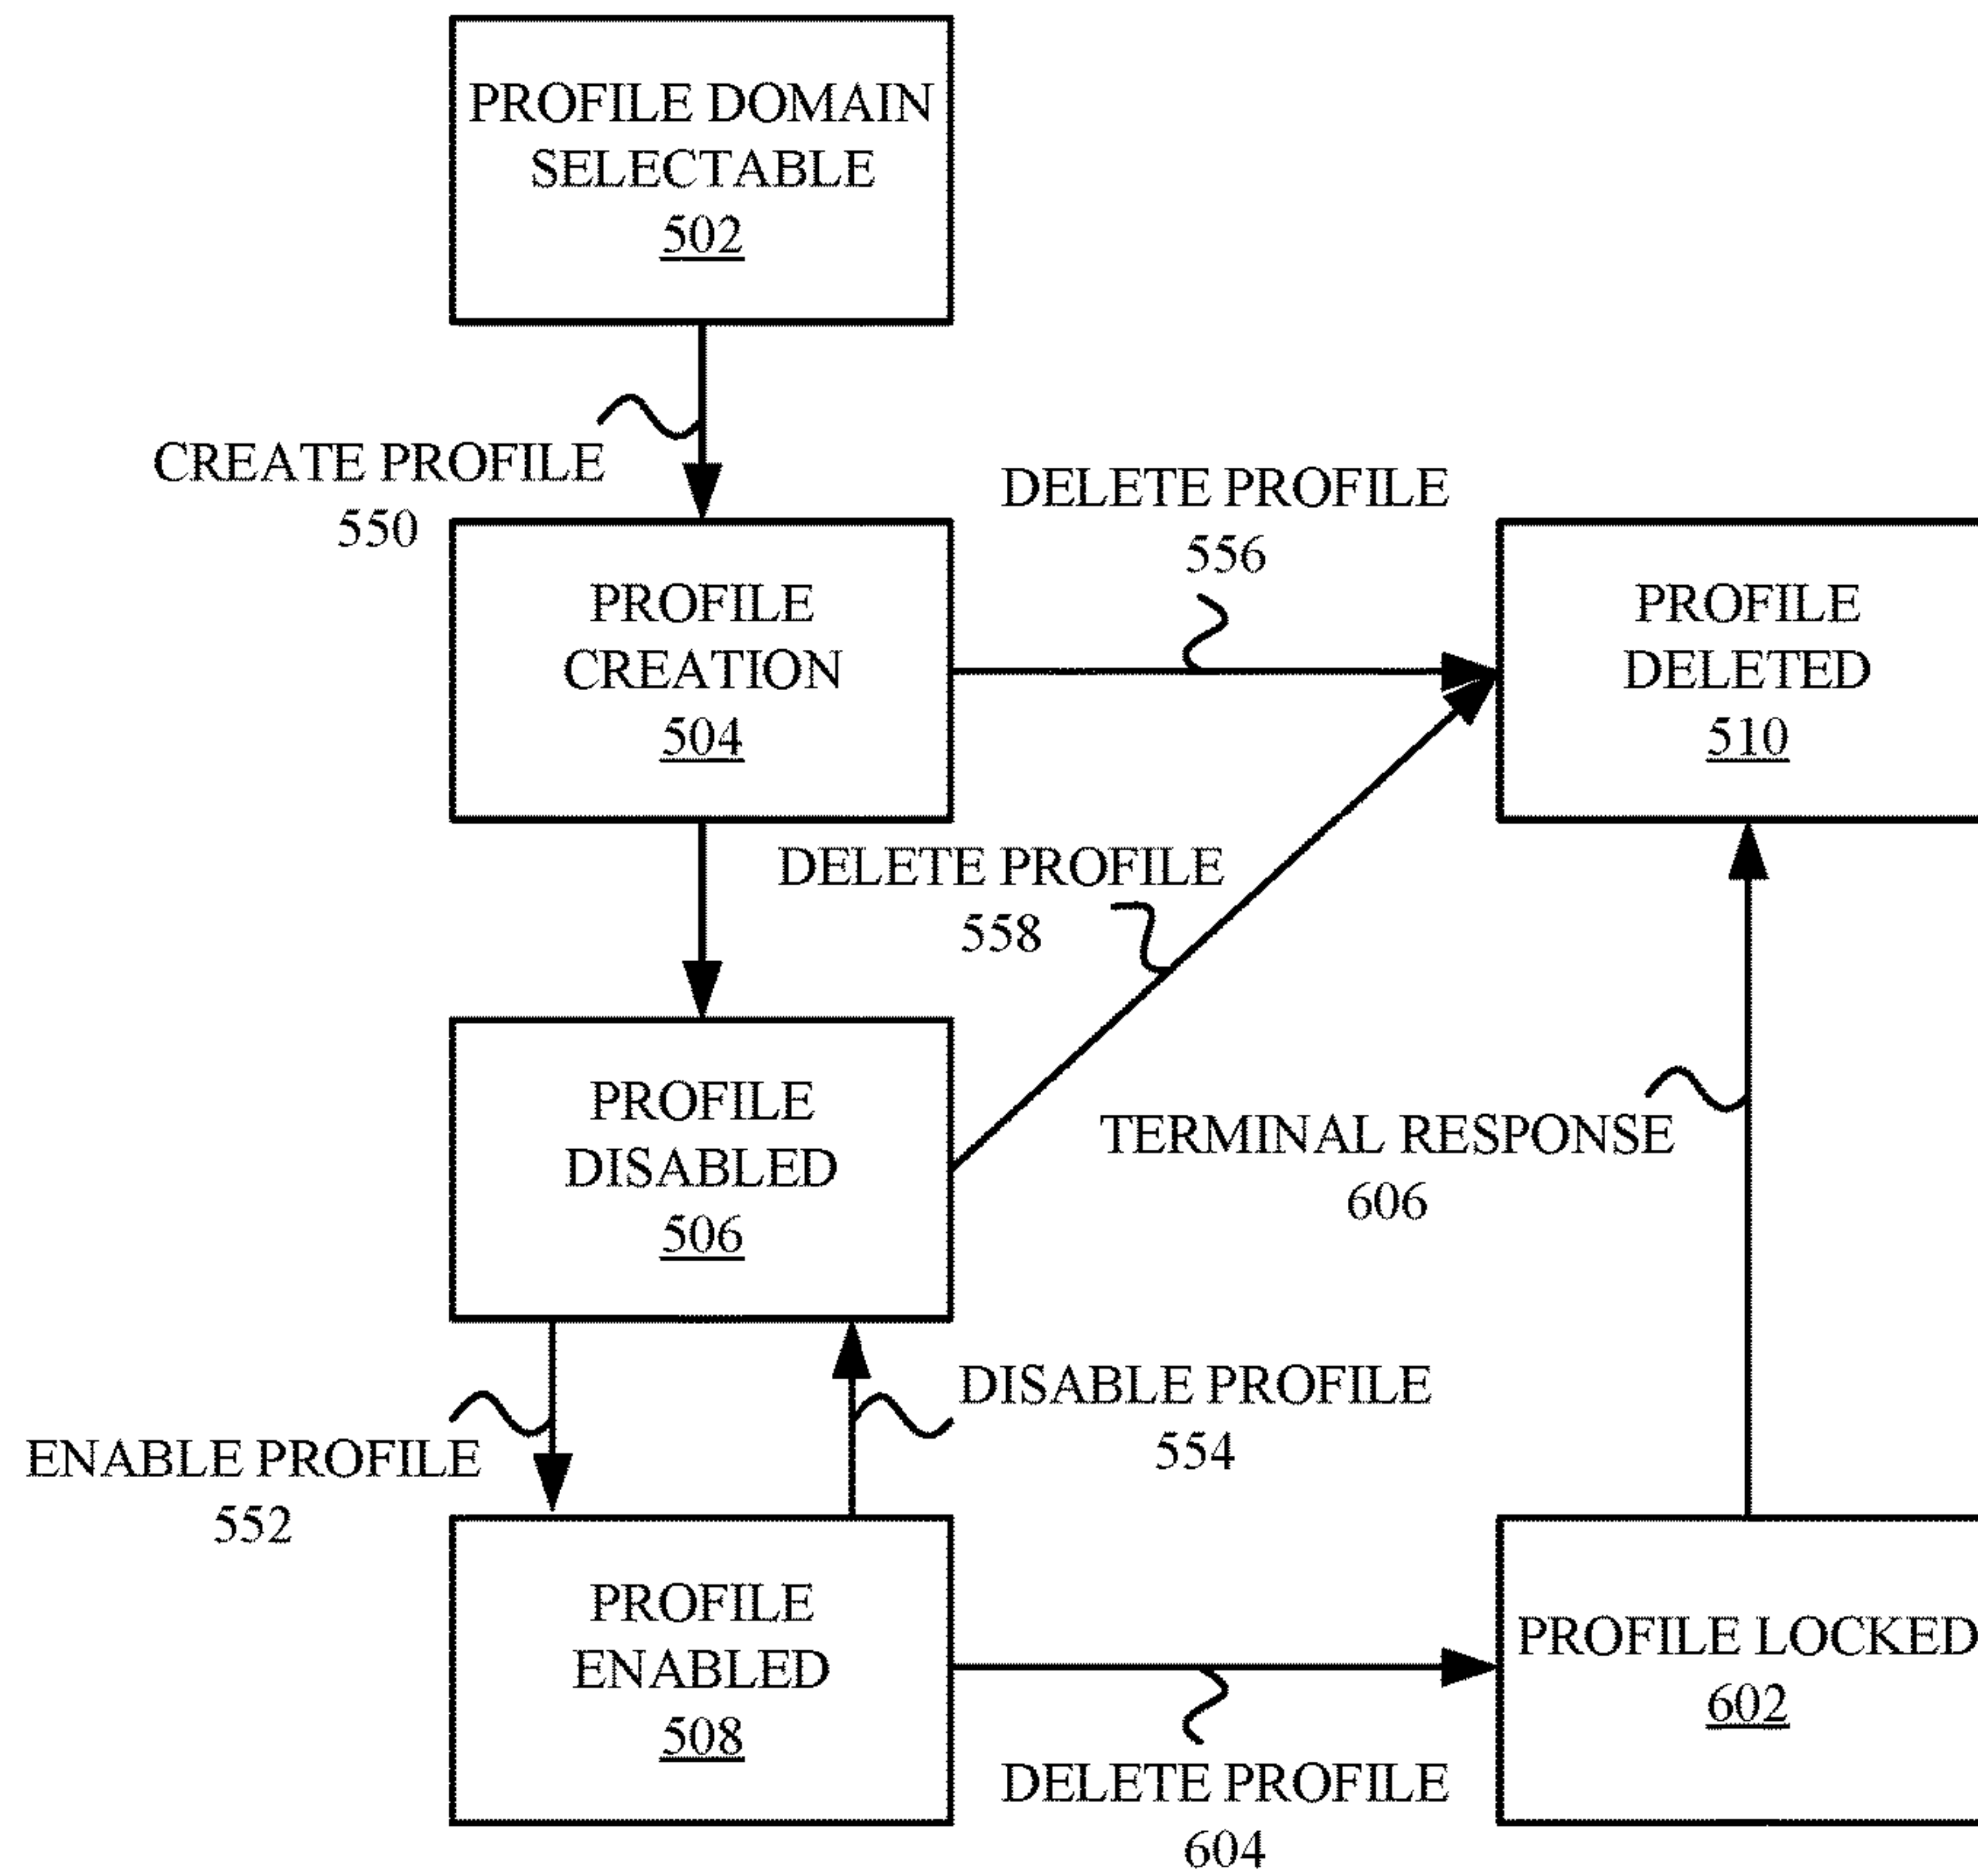 PROFILE DOMAIN
SELECTABLE
502
CREATE PROFILE
550
DELETE PROFILE
556
PROFILE
CREATION
504
PROFILE
DELETED
510
DELETE PROFILE
558
PROFILE
DISABLED
506
TERMINAL RESPONSE
606
ENABLE PROFILE
552
DISABLE PROFILE
554
PROFILE
ENABLED
508
PROFILE LOCKED
602
DELETE PROFILE
604